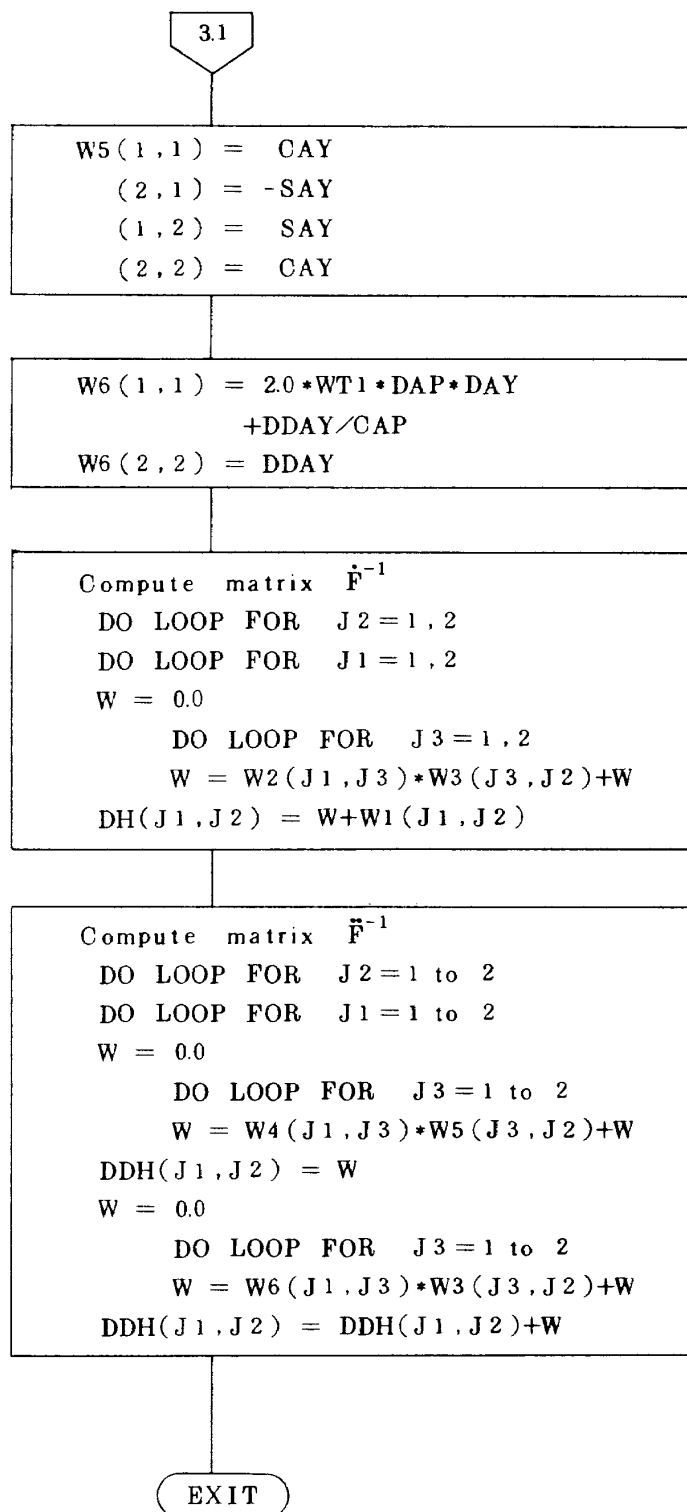 3.1
W5(1,1) = CAY
(2,1) = -SAY
(1,2) = SAY
(2,2) = CAY
W6(1,1) = 2.0*WT1*DAP*DAY
+DDAY/CAP
W6(2,2) = DDAY
Compute matrix Ḟ⁻¹
DO LOOP FOR J2=1,2
DO LOOP FOR J1=1,2
W = 0.0
DO LOOP FOR J3=1,2
W = W2(J1,J3)*W3(J3,J2)+W
DH(J1,J2) = W+W1(J1,J2)
Compute matrix F̈⁻¹
DO LOOP FOR J2=1 to 2
DO LOOP FOR J1=1 to 2
W = 0.0
DO LOOP FOR J3=1 to 2
W = W4(J1,J3)*W5(J3,J2)+W
DDH(J1,J2) = W
W = 0.0
DO LOOP FOR J3=1 to 2
W = W6(J1,J3)*W3(J3,J2)+W
DDH(J1,J2) = DDH(J1,J2)+W
EXIT